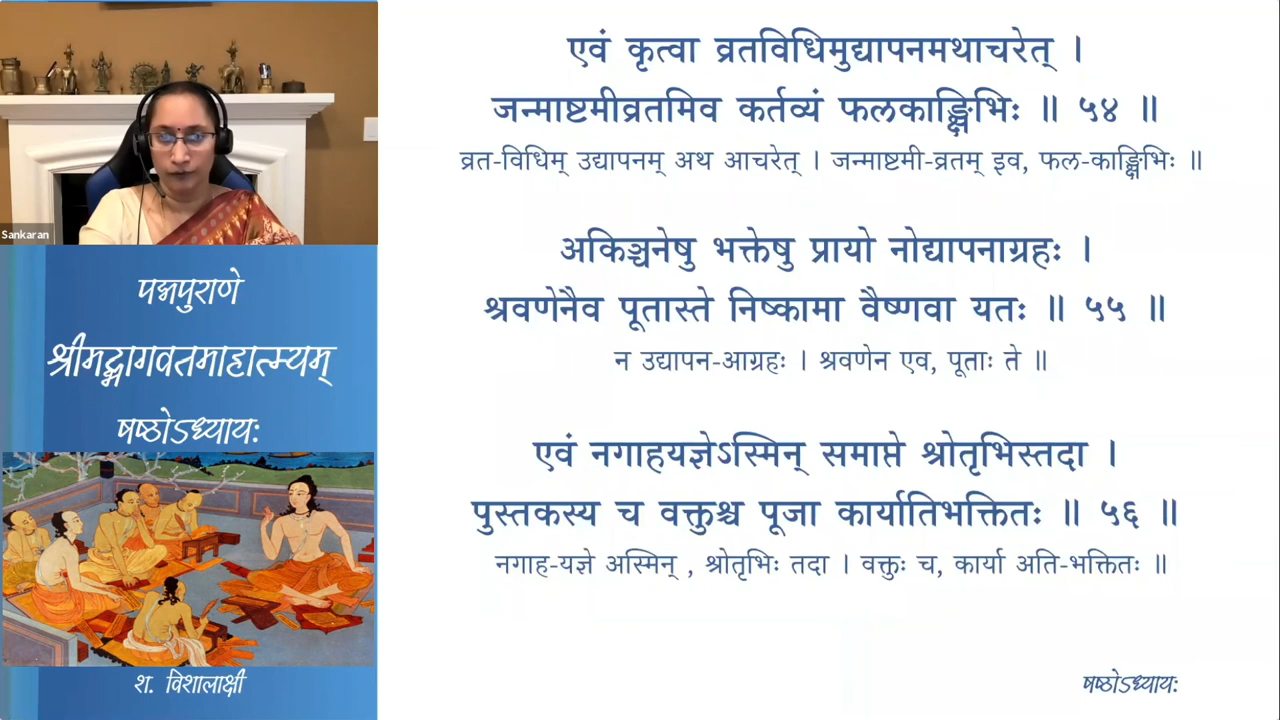 Sankaran
पद्मपुराणे
श्रीमद्भागवतमाहात्म्यम्
षष्ठोऽध्यायः
श. विशालाक्षी
एवं कृत्वा व्रतविधिमुद्यापनमथाचरेत् ।
जन्माष्टमीव्रतमिव कर्तव्यं फलकाङ्क्षिभिः ॥ ५४ ॥
व्रत-विधिम् उद्यापनम् अथ आचरेत् । जन्माष्टमी-व्रतम् इव, फल-काङ्क्षिभिः ॥
अकिञ्चनेषु भक्तेषु प्रायो नोद्यापनाग्रहः ।
श्रवणेनैव पूतास्ते निष्कामा वैष्णवा यतः ॥ ५५ ॥
न उद्यापन-आग्रहः । श्रवणेन एव, पूताः ते ॥
एवं नगाहयज्ञेऽस्मिन् समाप्ते श्रोतृभिस्तदा ।
पुस्तकस्य च वक्तुश्च पूजा कार्यातिभक्तितः ॥ ५६ ॥
नगाह-यज्ञे अस्मिन् , श्रोतृभिः तदा । वक्तुः च, कार्या अति-भक्तितः ॥
षष्ठोऽध्यायः